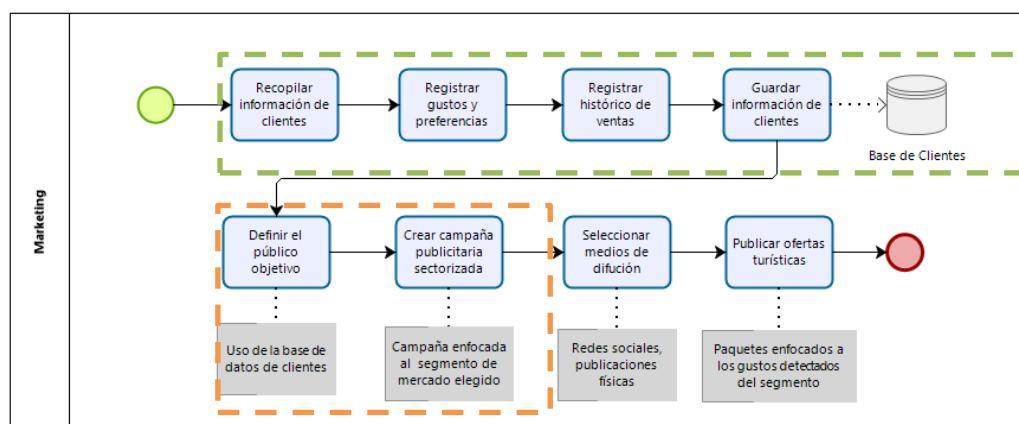 Marketing
Recopilar
información de
clientes
Registrar
gustos y
preferencias
Registrar
histórico de
ventas
Guardar
información de
clientes
Base de Clientes
Definir el
público
objetivo
Crear campaña
publicitaria
sectorizada
Seleccionar
medios de
difución
Publicar ofertas
turísticas
Uso de la base de
datos de clientes
Campaña enfocada
al segmento de
mercado elegido
Redes sociales,
publicaciones
físicas
Paquetes enfocados a
los gustos detectados
del segmento